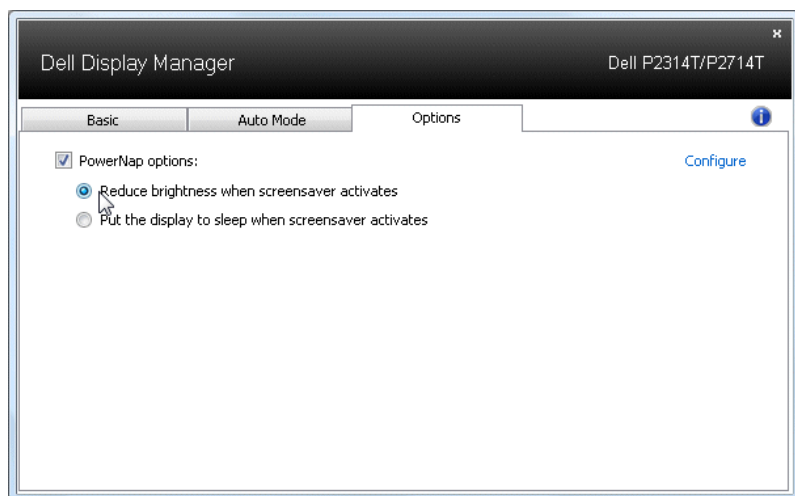 Dell Display Manager
Dell P2314T/P2714T
Basic
Auto Mode
Options
PowerNap options:
Configure
Reduce brightness when screensaver activates
Put the display to sleep when screensaver activates